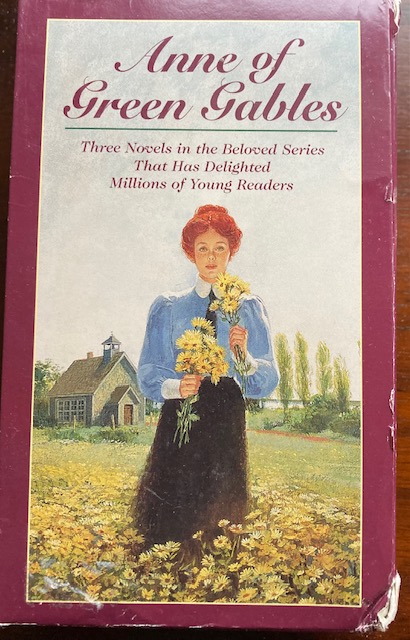 Anne of
Green Gables
Three Novels in the Beloved Series
That Has Delighted
Millions of Young Readers